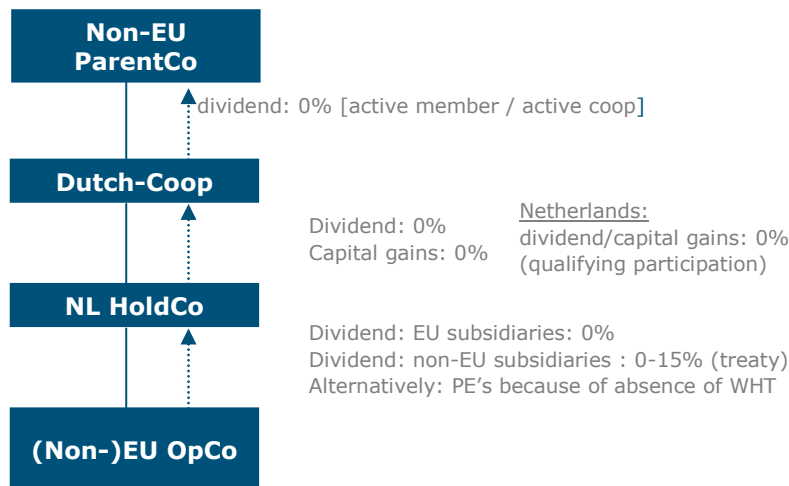 Non-EU
ParentCo
dividend: 0% [active member / active coop]
Dutch-Coop
Dividend: 0%
Capital gains: 0%
Netherlands:
dividend/capital gains: 0%
(qualifying participation)
NL HoldCo
Dividend: EU subsidiaries: 0%
Dividend: non-EU subsidiaries : 0-15% (treaty)
Alternatively: PE’s because of absence of WHT
(Non-)EU OpCo